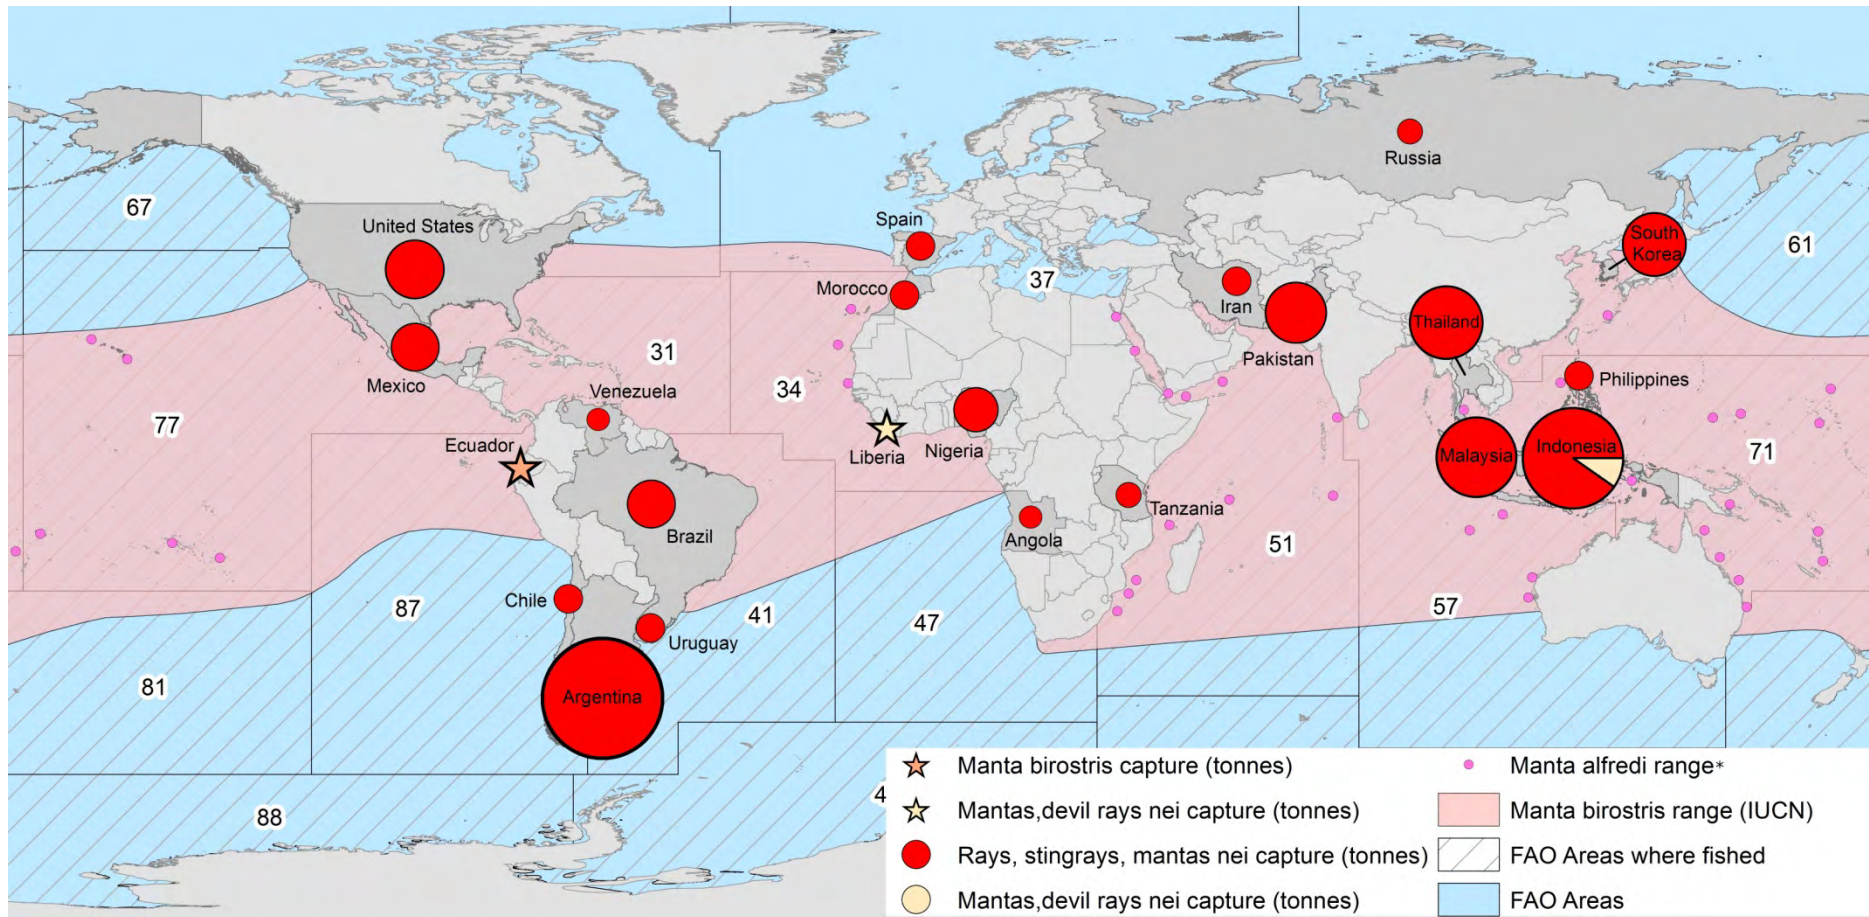 Russia
67
United States
Spain
South
Korea
61
37
Morocco
Iran
Thailand
31
Pakistan
Mexico
Venezuela
Philippines
34
77
Ecuador
Liberia
Nigeria
Malaysia
Indonesia
71
Brazil
Angola
Tanzania
51
Chile
87
41
47
57
Uruguay
81
Argentina
88
4
Manta birostris capture (tonnes)
Mantas,devil rays nei capture (tonnes)
Rays, stingrays, mantas nei capture (tonnes)
Mantas,devil rays nei capture (tonnes)
Manta alfredi range*
Manta birostris range (IUCN)
FAO Areas where fished
FAO Areas